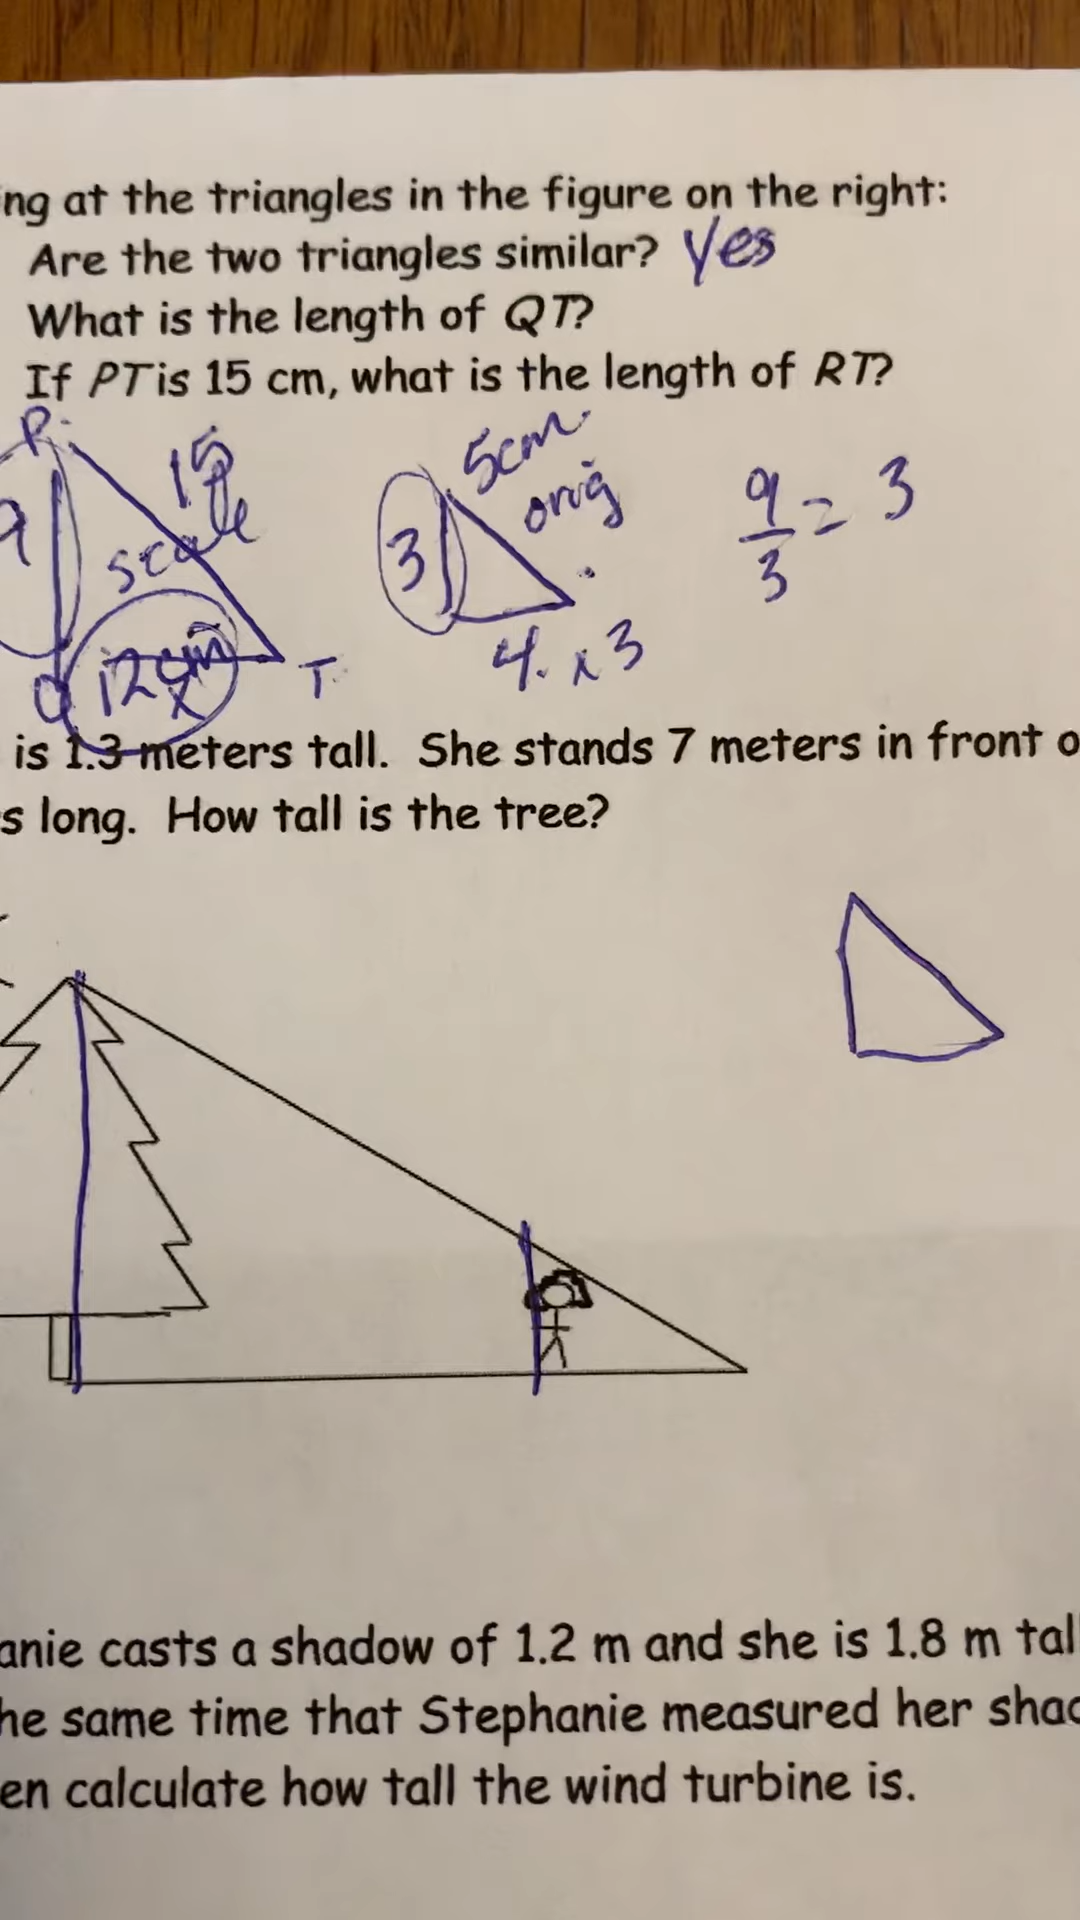 ng at the triangles in the figure on the right:
Are the two triangles similar? Yes
What is the length of QT?
If PT is 15 cm, what is the length of RT?
P
15
5cm
9
scale
3
orig
9/3 = 3
Q
12cm
x
T
4. x 3
is 1.3 meters tall. She stands 7 meters in front o
s long. How tall is the tree?
anie casts a shadow of 1.2 m and she is 1.8 m tal
he same time that Stephanie measured her shad
en calculate how tall the wind turbine is.